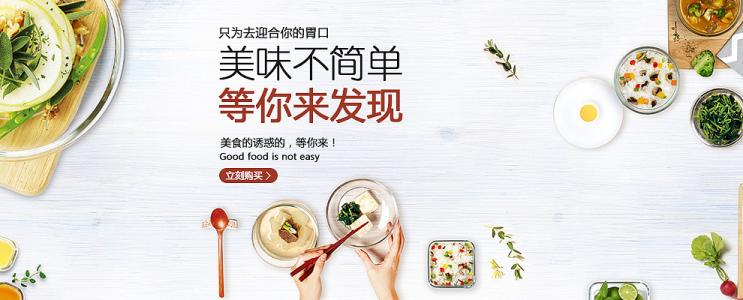 只为去迎合你的胃口
美味不简单
等你来发现
美食的诱惑的，等你来！
Good food is not easy
立刻购买 >